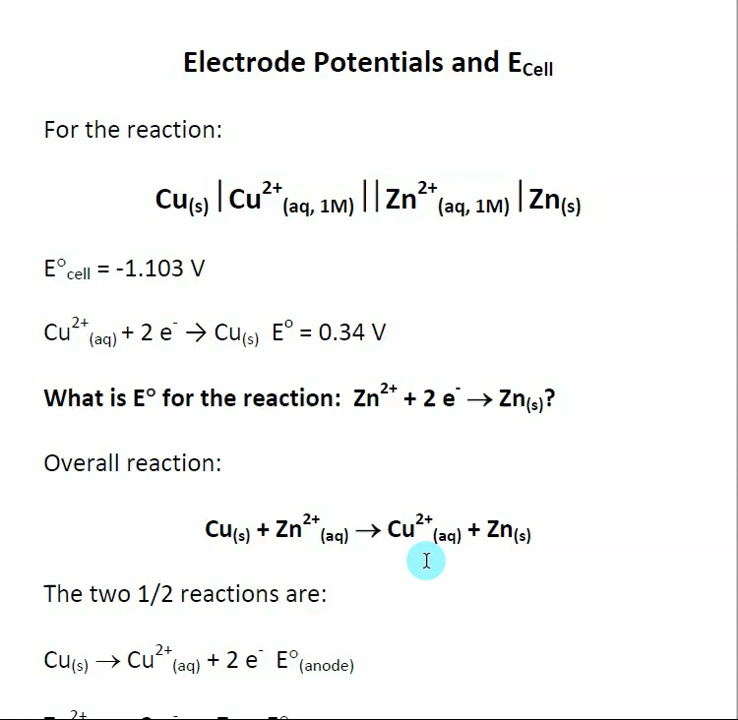 Electrode Potentials and E_Cell
For the reaction:
Cu(s) | Cu²⁺(aq, 1M) || Zn²⁺(aq, 1M) | Zn(s)
E°cell = -1.103 V
Cu²⁺(aq) + 2 e⁻ → Cu(s) E° = 0.34 V
What is E° for the reaction: Zn²⁺ + 2 e⁻ → Zn(s)?
Overall reaction:
Cu(s) + Zn²⁺(aq) → Cu²⁺(aq) + Zn(s)
The two 1/2 reactions are:
Cu(s) → Cu²⁺(aq) + 2 e⁻ E°(anode)